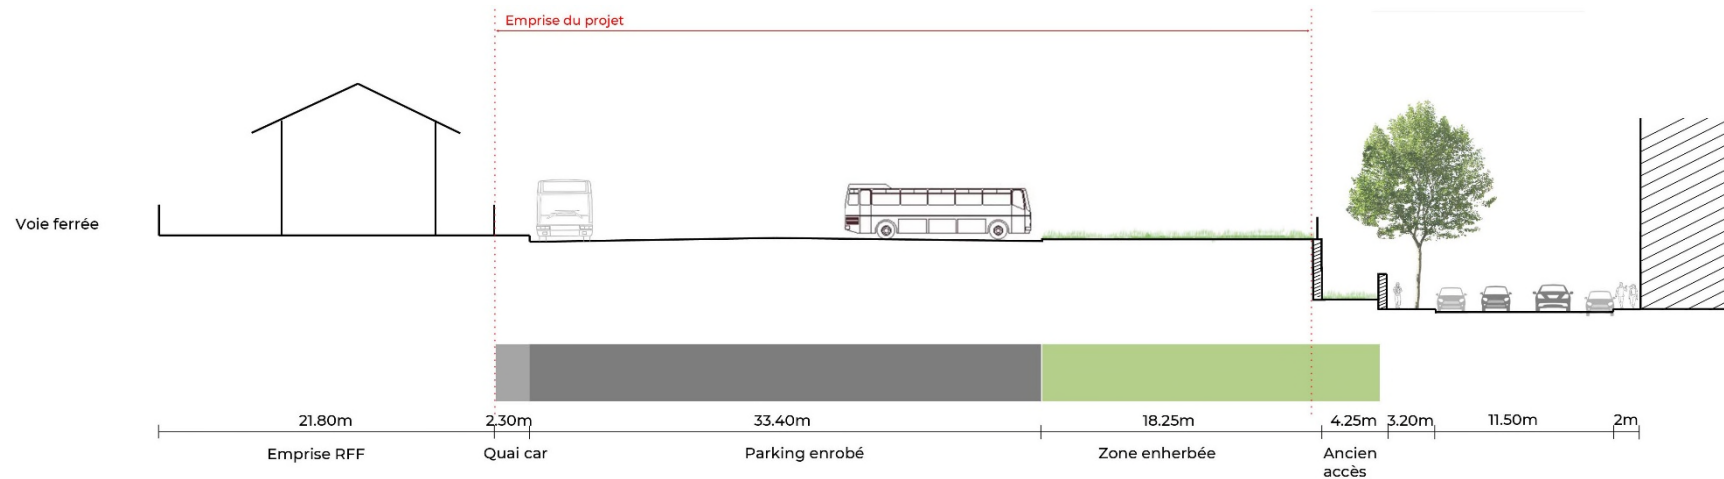 Emprise du projet
Voie ferrée
21.80m
2.30m
33.40m
18.25m
4.25m
3.20m
11.50m
2m
Emprise RFF
Quai car
Parking enrobé
Zone enherbée
Ancien
accès